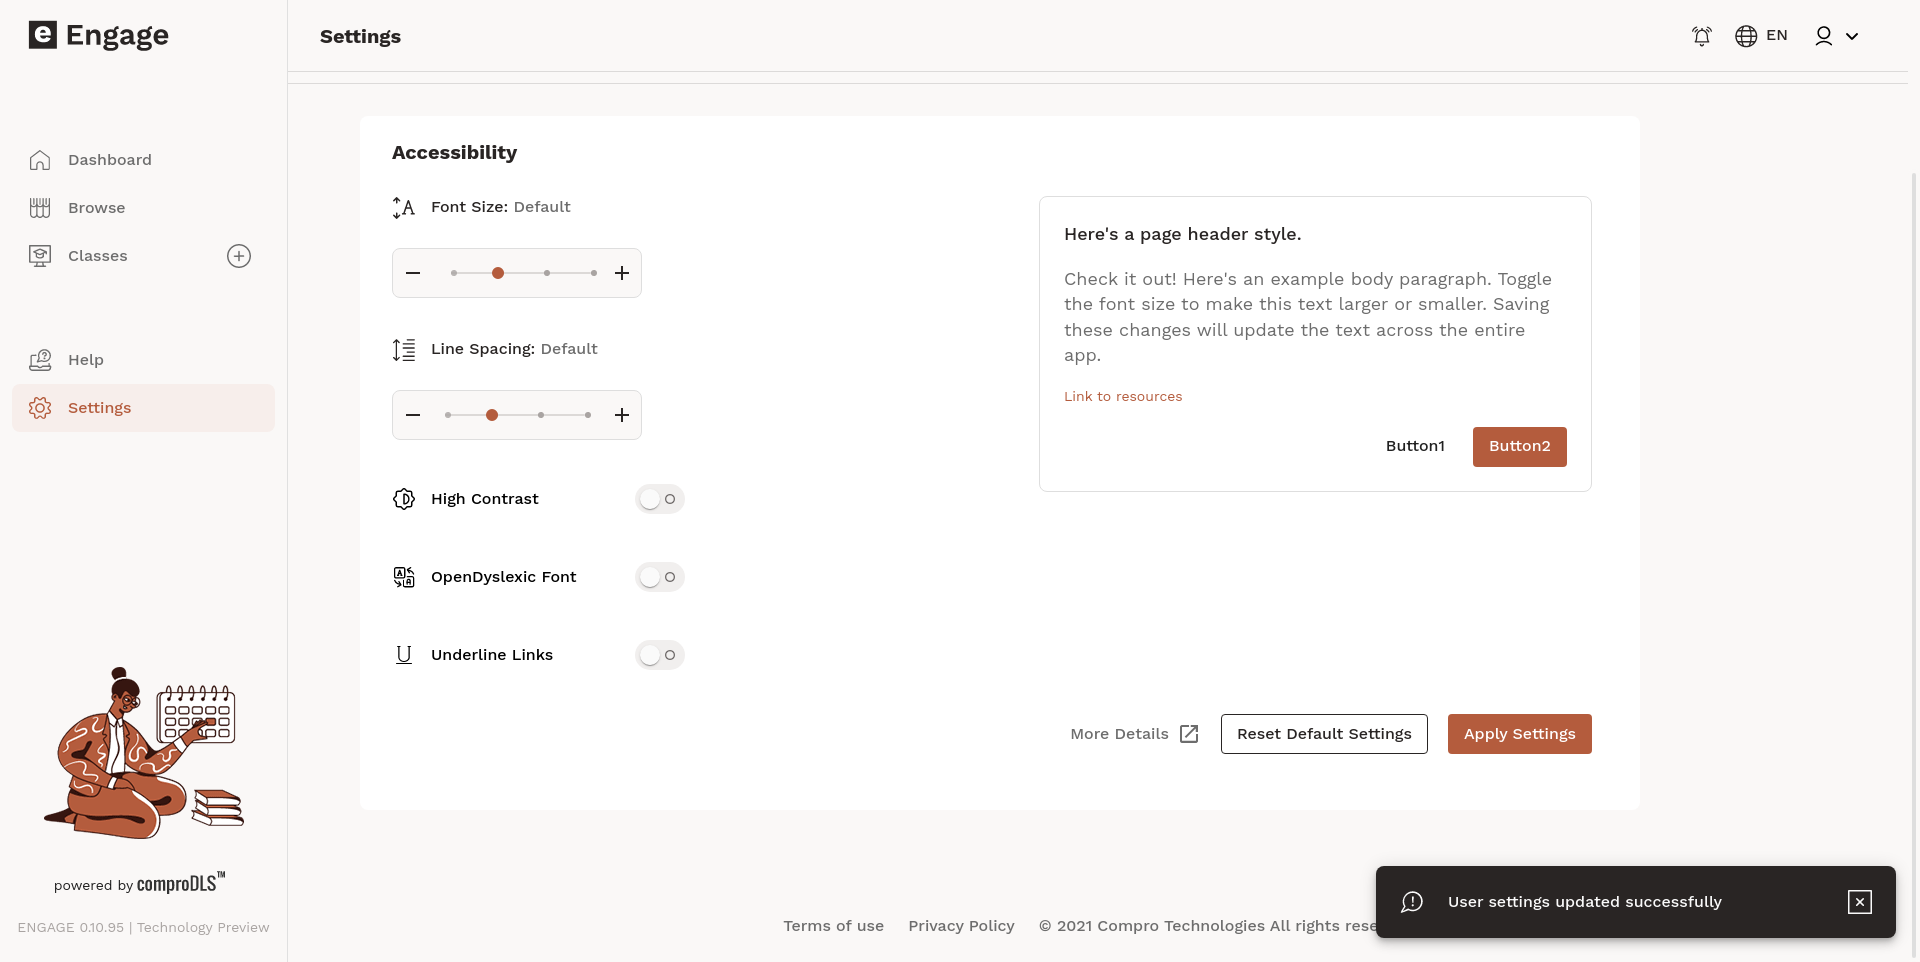 Engage
Settings
EN
Dashboard
Browse
Classes
Help
Settings
Accessibility
Font Size: Default
Line Spacing: Default
High Contrast
OpenDyslexic Font
Underline Links
Here's a page header style.
Check it out! Here's an example body paragraph. Toggle
the font size to make this text larger or smaller. Saving
these changes will update the text across the entire
app.
Link to resources
Button1
Button2
More Details
Reset Default Settings
Apply Settings
powered by comproDLS™
ENGAGE 0.10.95 | Technology Preview
Terms of use
Privacy Policy
© 2021 Compro Technologies All rights rese
User settings updated successfully